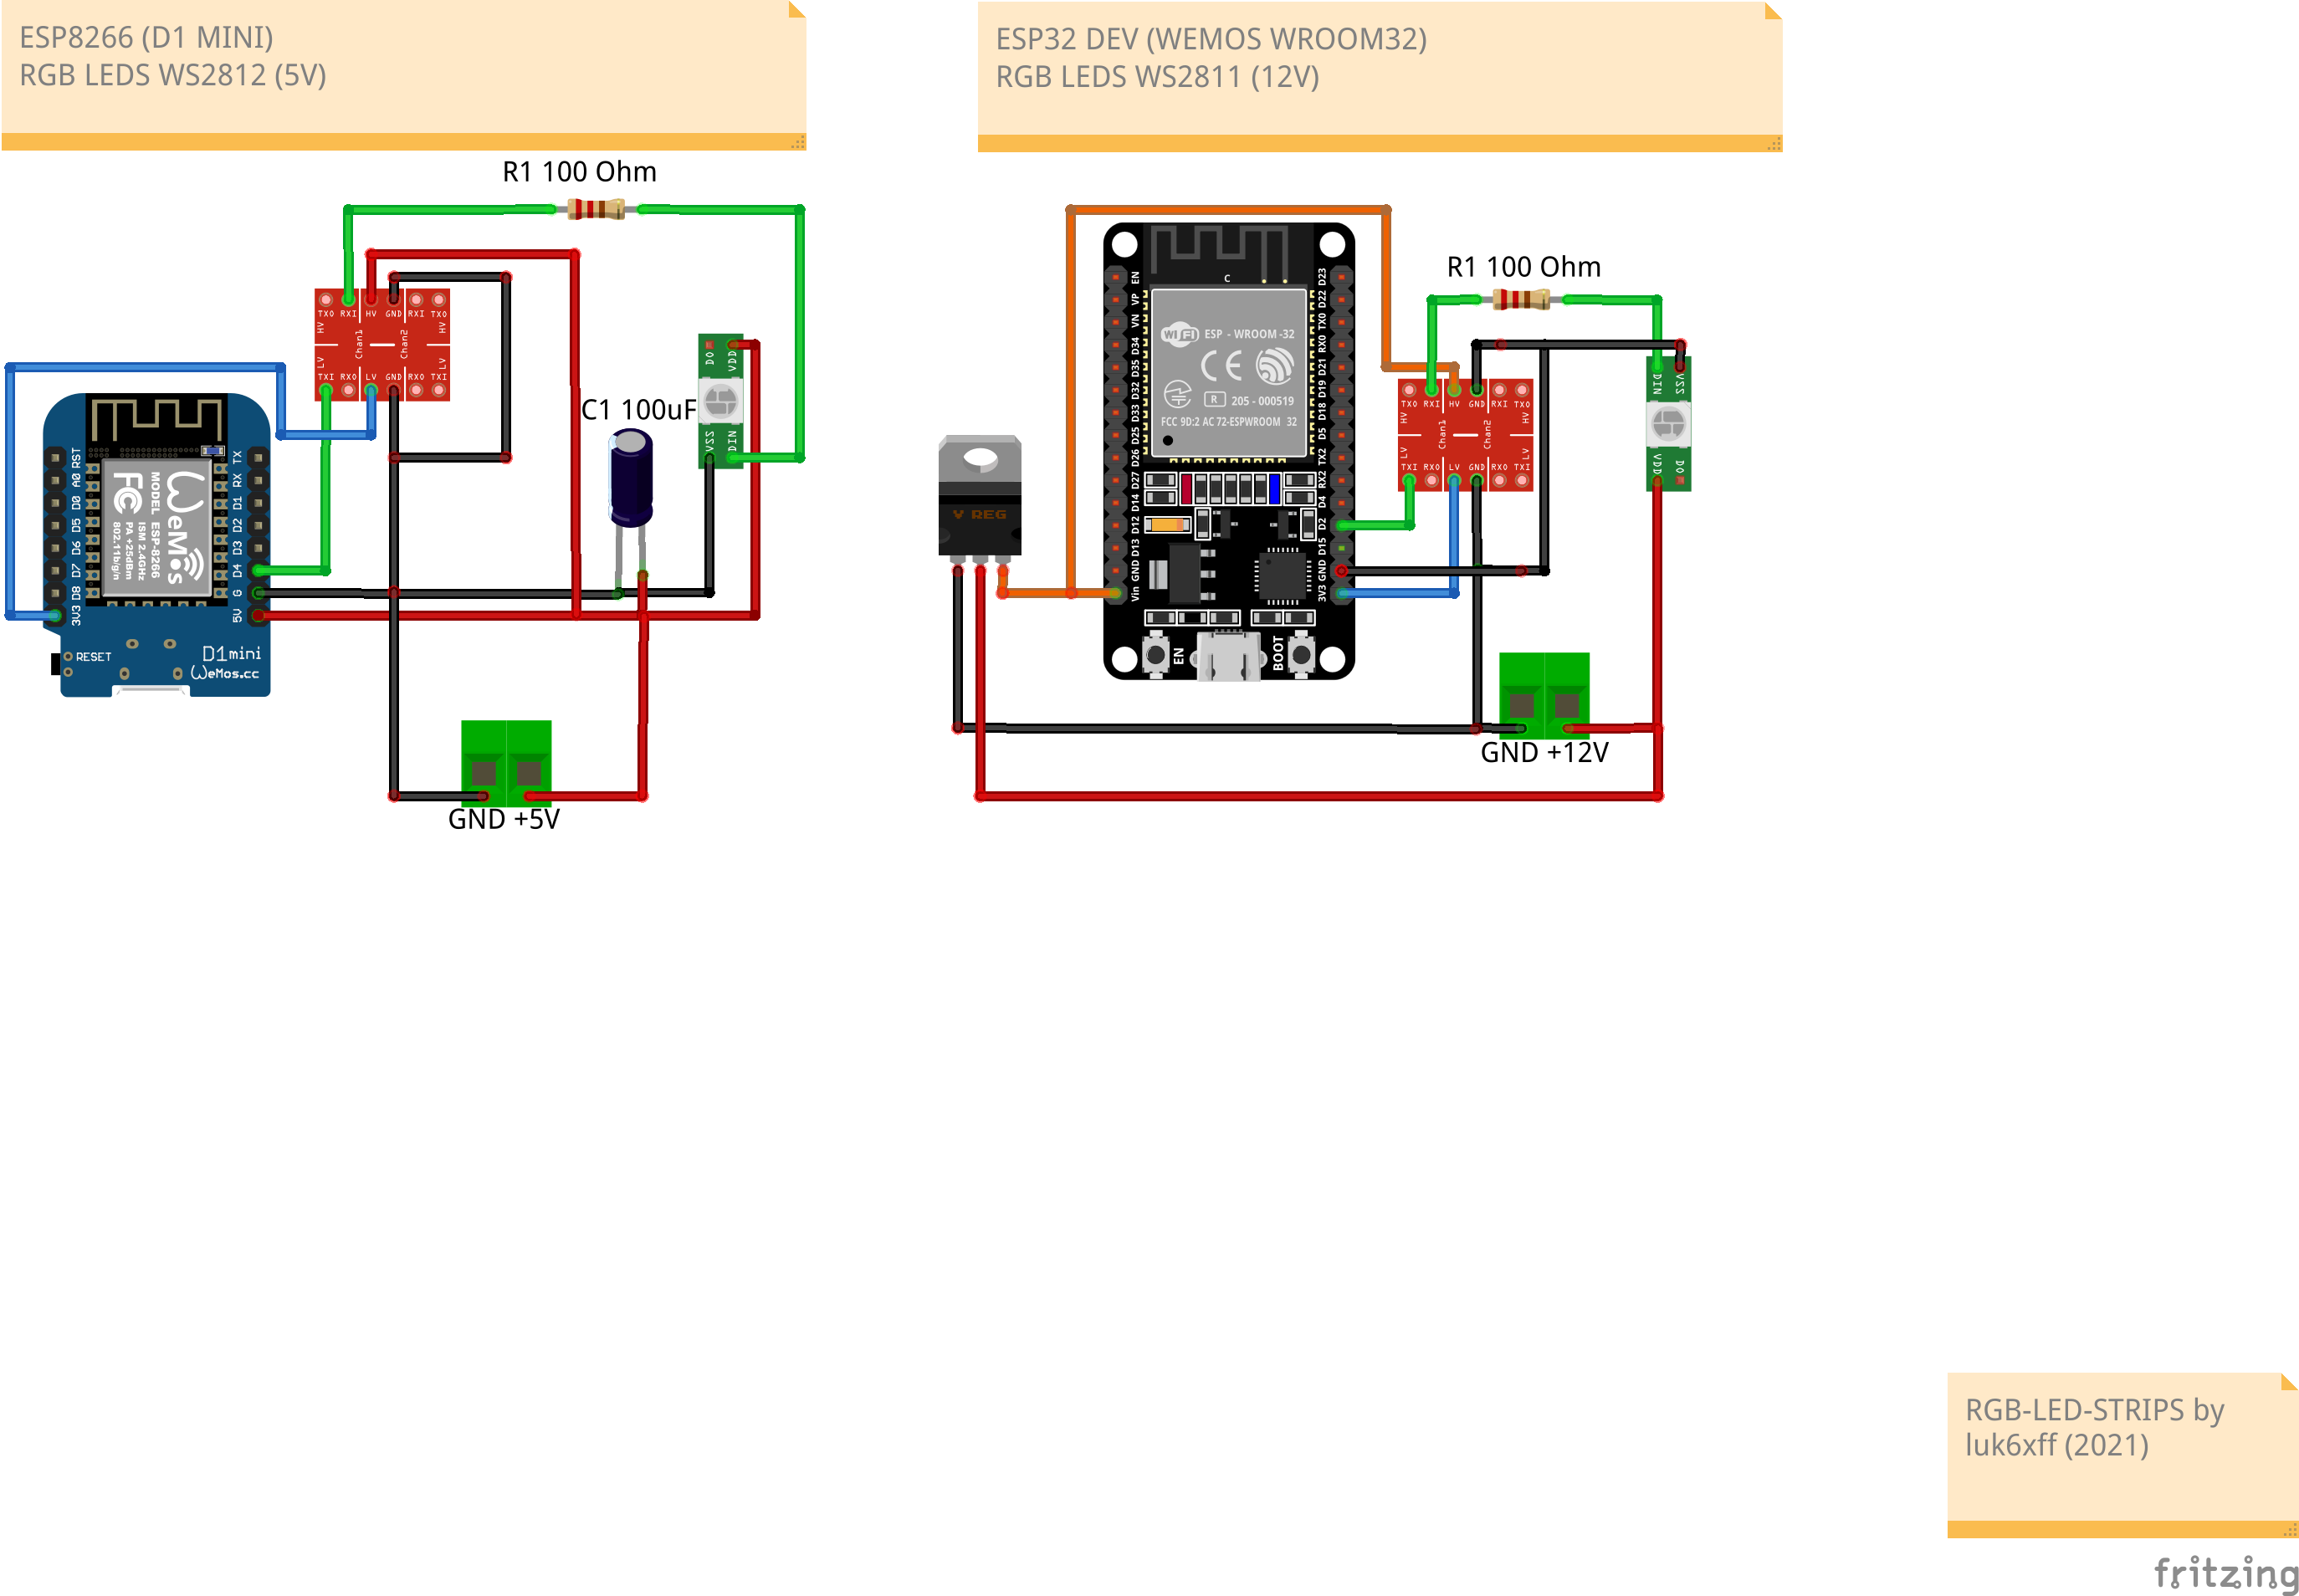 ESP8266 (D1 MINI)
RGB LEDS WS2812 (5V)
ESP32 DEV (WEMOS WROOM32)
RGB LEDS WS2811 (12V)
R1 100 Ohm
TXO RXI HV GND RXI TXO
HV
HV
Chan1
Chan2
LV
LV
TXI RXO LV GND RXO TXI
C1 100uF
DO
VDD
VSS
DIN
RST
A0
D0
D5
D6
D7
D8
3V3
TX
RX
D1
D2
D3
D4
G
5V
WeMos
MODEL ESP-8266
ISM 2.4GHz
PA +25dBm
802.11b/g/n
FC
RESET
D1mini
WeMos.cc
GND +5V
V REG
EN
VP
VN
D34
D35
D32
D33
D25
D26
D27
D14
D12
D13
GND
Vin
D23
D22
TX0
RX0
D21
D19
D18
D5
TX2
RX2
D4
D2
D15
GND
3V3
C
WiFi
ESP - WROOM -32
CE
R 205 - 000519
FCC 9D:2 AC 72-ESPWROOM 32
EN
BOOT
R1 100 Ohm
TXO RXI HV GND RXI TXO
HV
HV
Chan1
Chan2
LV
LV
TXI RXO LV GND RXO TXI
DIN
VSS
VDD
DO
GND +12V
RGB-LED-STRIPS by
luk6xff (2021)
fritzing